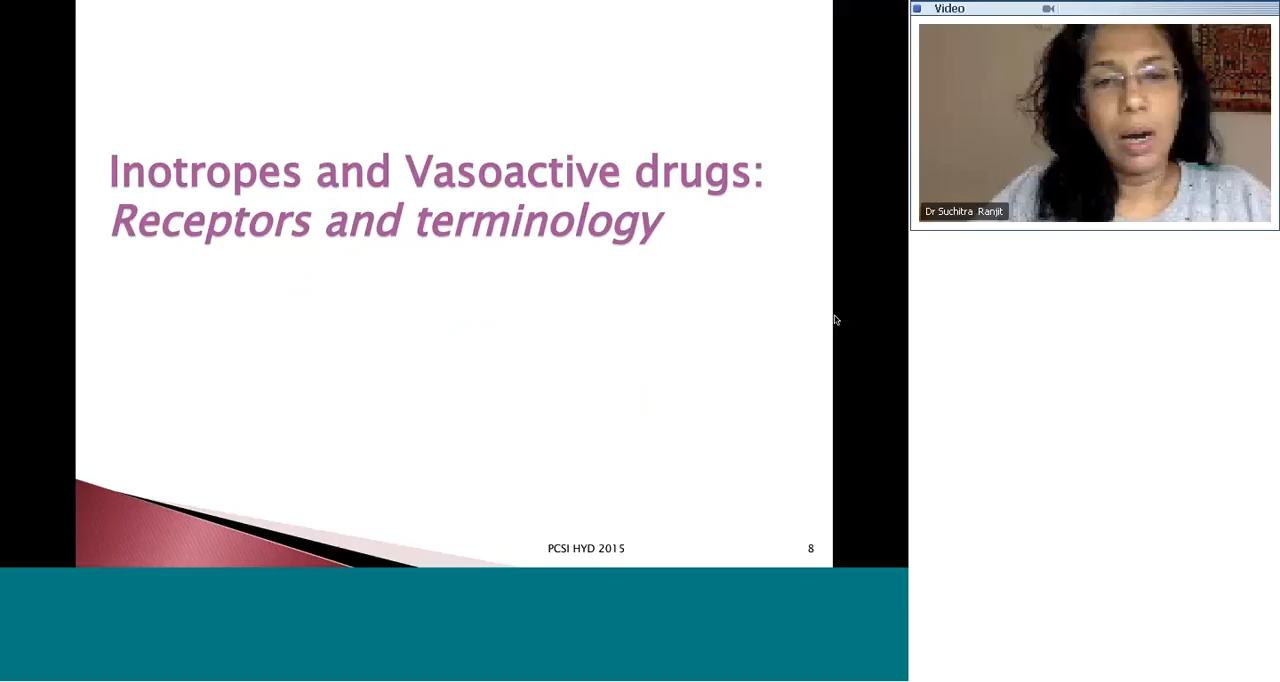 Video
Inotropes and Vasoactive drugs:
Receptors and terminology
Dr Suchitra Ranjit
PCSI HYD 2015
8